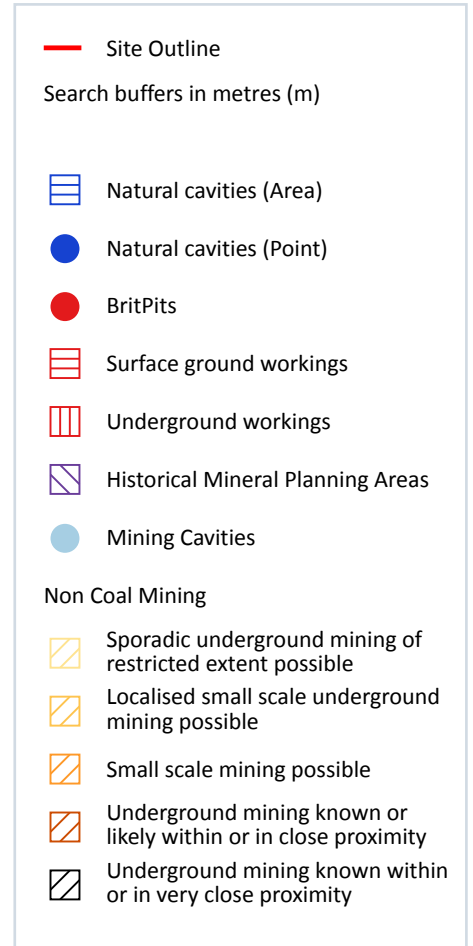 Site Outline
Search buffers in metres (m)
Natural cavities (Area)
Natural cavities (Point)
BritPits
Surface ground workings
Underground workings
Historical Mineral Planning Areas
Mining Cavities
Non Coal Mining
Sporadic underground mining of
restricted extent possible
Localised small scale underground
mining possible
Small scale mining possible
Underground mining known or
likely within or in close proximity
Underground mining known within
or in very close proximity